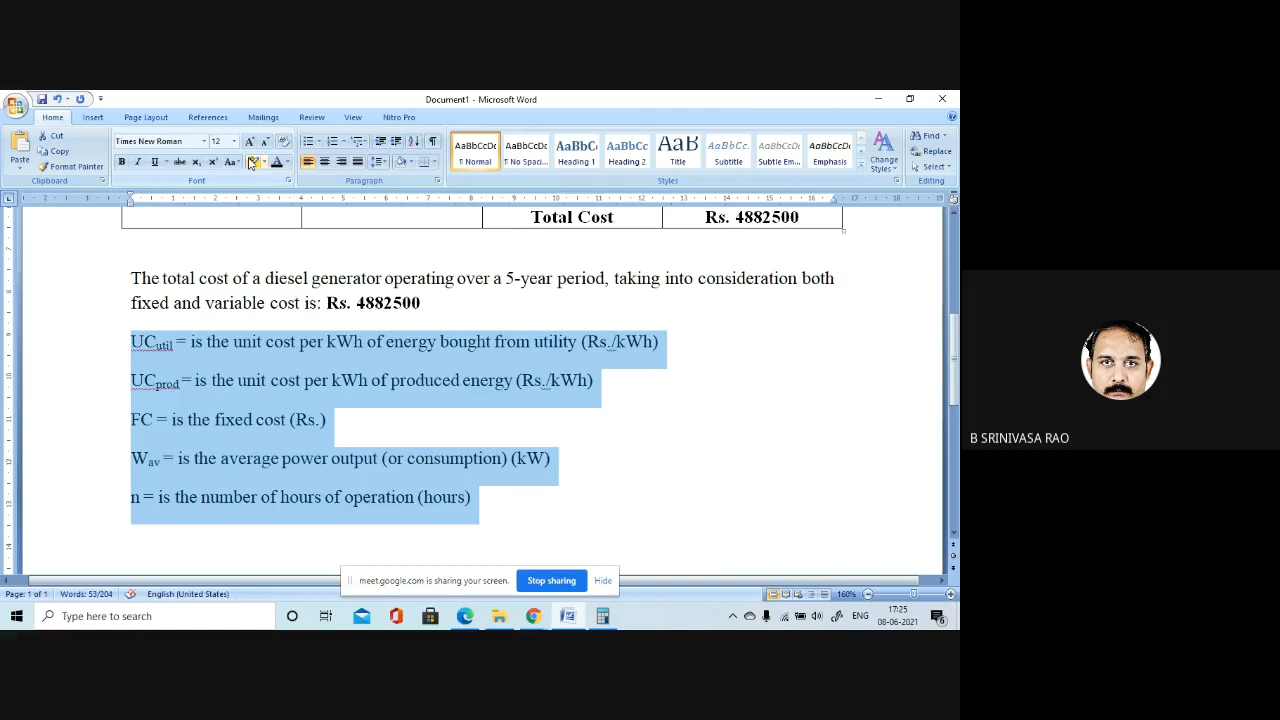 Document1 - Microsoft Word
Home Insert Page Layout References Mailings Review View Nitro Pro
Paste
Cut
Copy
Format Painter
Clipboard
Times New Roman 12
Font
Paragraph
AaBbCcDc AaBbCcDc AaBbC AaBbCc AaB AaBbCc. AaBbCcDc AaBbCcDc
¶ Normal ¶ No Spaci... Heading 1 Heading 2 Title Subtitle Subtle Em... Emphasis
Change Styles
Styles
Find
Replace
Select
Editing
Total Cost Rs. 4882500
The total cost of a diesel generator operating over a 5-year period, taking into consideration both
fixed and variable cost is: Rs. 4882500
UCutil = is the unit cost per kWh of energy bought from utility (Rs./kWh)
UCprod = is the unit cost per kWh of produced energy (Rs./kWh)
FC = is the fixed cost (Rs.)
Wav = is the average power output (or consumption) (kW)
n = is the number of hours of operation (hours)
meet.google.com is sharing your screen. Stop sharing Hide
Page: 1 of 1 Words: 53/204 English (United States) 160%
Type here to search
ENG
17:25
08-06-2021
B SRINIVASA RAO